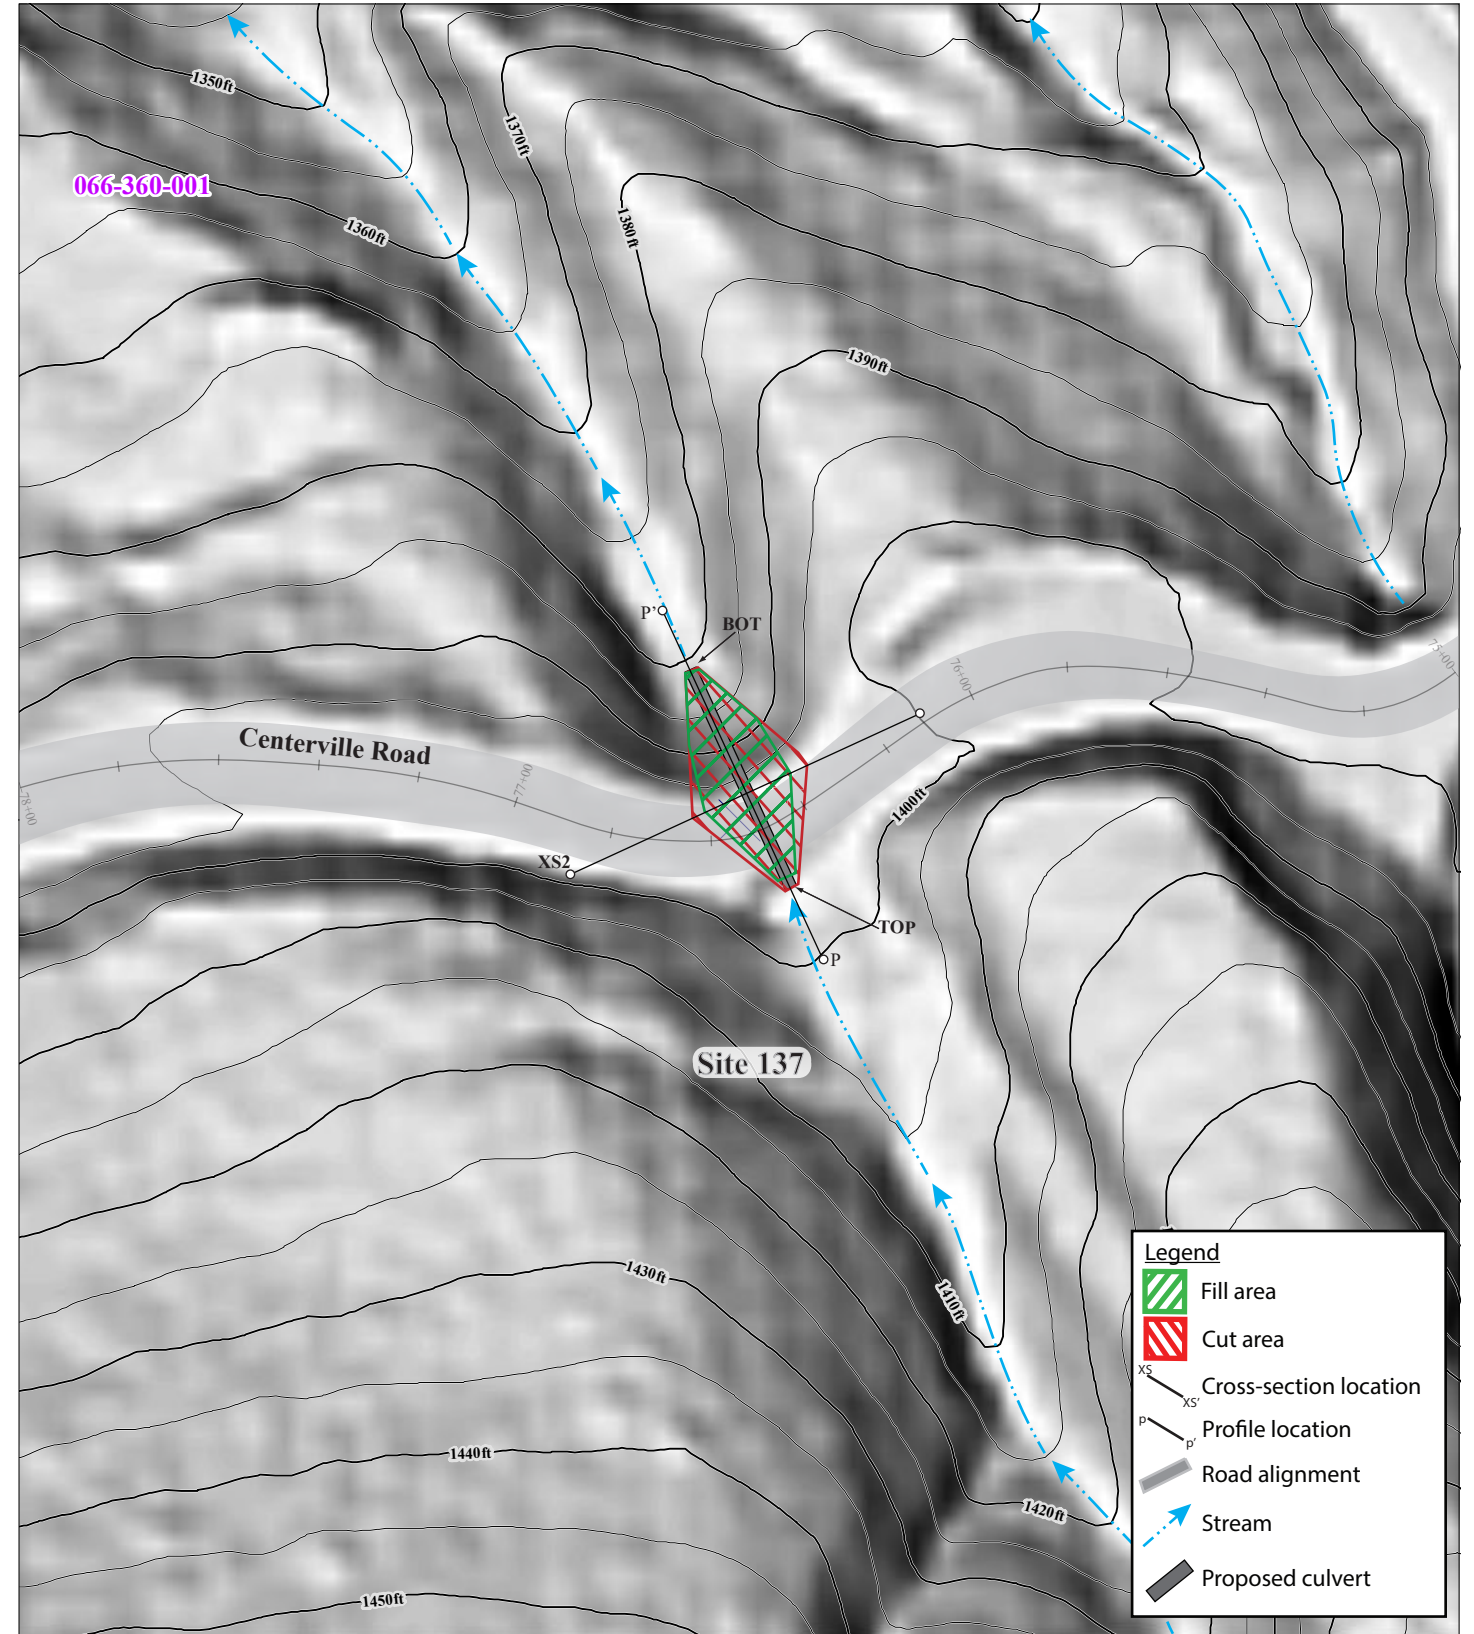 1350ft
1370ft
066-360-001
1360ft
1380ft
1390ft
P'
BOT
75+00
76+00
Centerville Road
77+00
78+00
1400ft
XS2
TOP
P
Site 137
1430ft
1410ft
1440ft
1420ft
1450ft
Legend
Fill area
Cut area
XS
XS'
Cross-section location
P
P'
Profile location
Road alignment
Stream
Proposed culvert